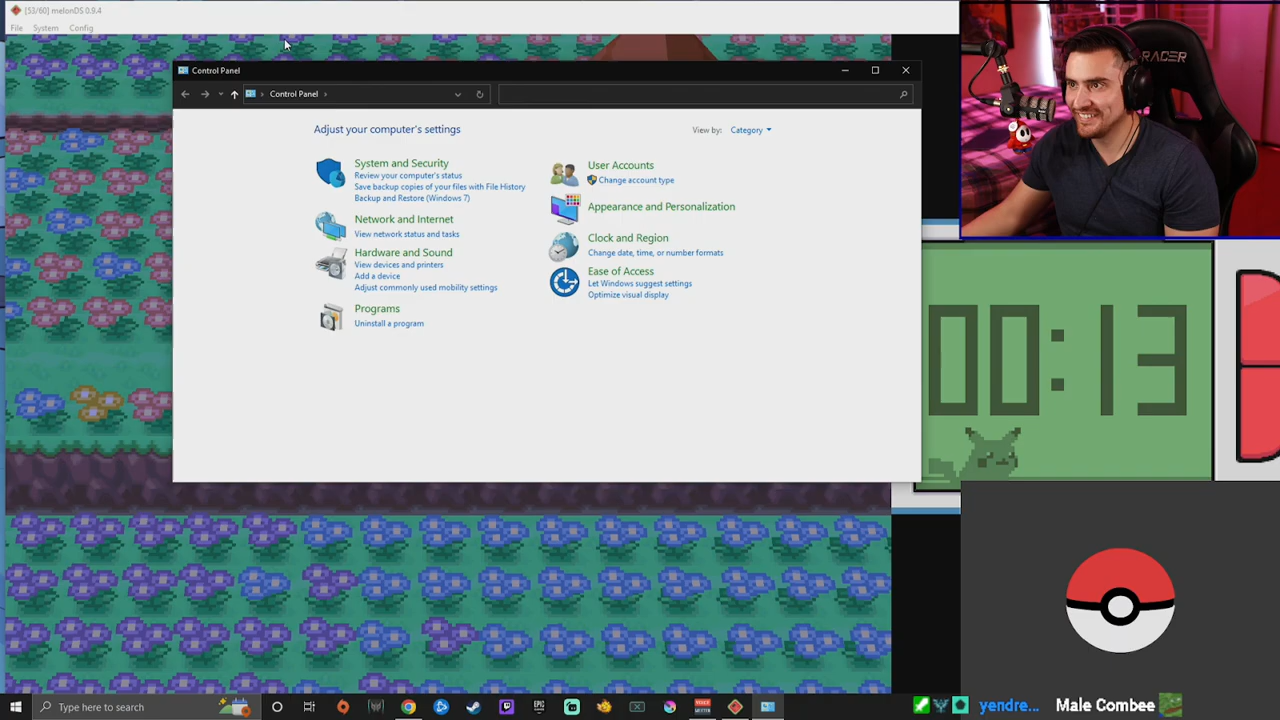 [53/60] melonDS 0.9.4
File System Config
Control Panel
Control Panel
Adjust your computer's settings
View by: Category
System and Security
Review your computer's status
Save backup copies of your files with File History
Backup and Restore (Windows 7)
Network and Internet
View network status and tasks
Hardware and Sound
View devices and printers
Add a device
Adjust commonly used mobility settings
Programs
Uninstall a program
User Accounts
Change account type
Appearance and Personalization
Clock and Region
Change date, time, or number formats
Ease of Access
Let Windows suggest settings
Optimize visual display
RACER
00:13
Type here to search
EPIC
yendre... Male Combee